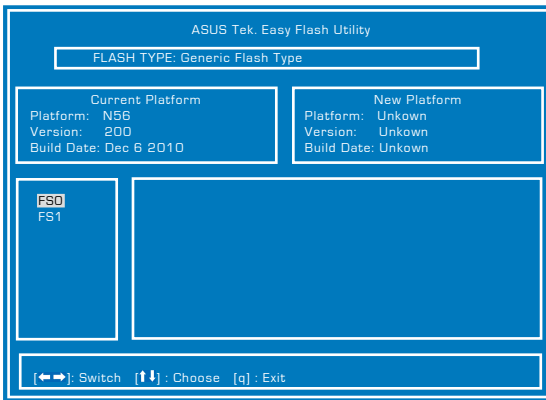 ASUS Tek. Easy Flash Utility
FLASH TYPE: Generic Flash Type
Current Platform
Platform: N56
Version: 200
Build Date: Dec 6 2010
New Platform
Platform: Unkown
Version: Unkown
Build Date: Unkown
FS0
FS1
[←→]: Switch [↑↓] : Choose [q] : Exit